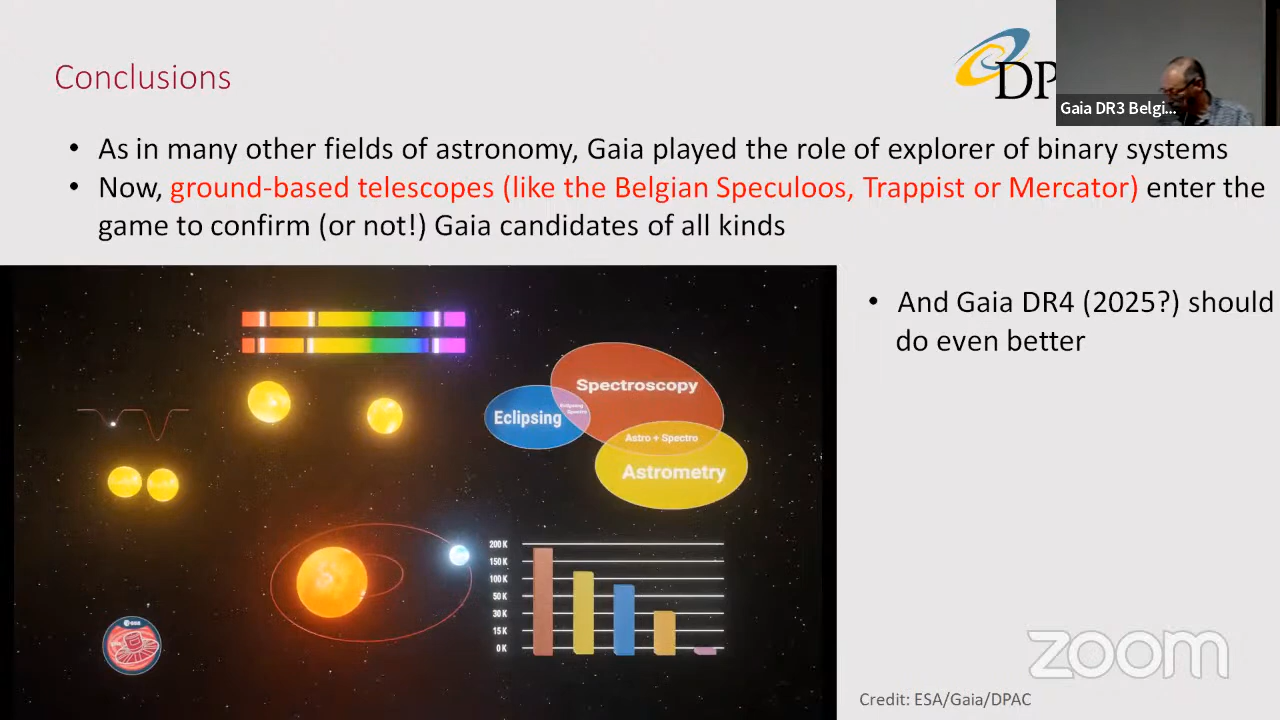 Conclusions
DP
Gaia DR3 Belgi...
• As in many other fields of astronomy, Gaia played the role of explorer of binary systems
• Now, ground-based telescopes (like the Belgian Speculoos, Trappist or Mercator) enter the
game to confirm (or not!) Gaia candidates of all kinds
• And Gaia DR4 (2025?) should
do even better
Spectroscopy
Eclipsing
Astro + Spectro
Astrometry
200 K
150 K
100 K
50 K
30 K
15 K
0 K
zoom
Credit: ESA/Gaia/DPAC